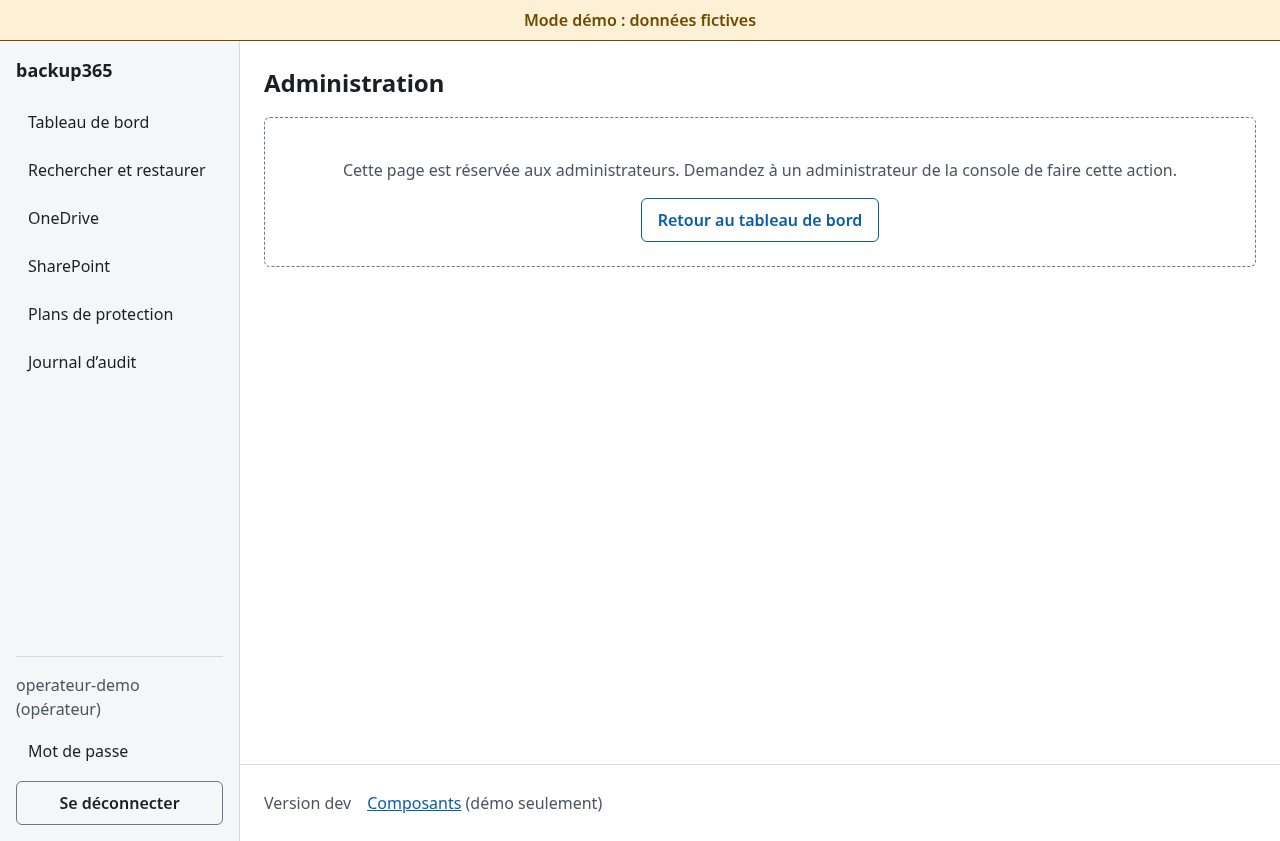 Mode démo : données fictives
backup365
Tableau de bord
Rechercher et restaurer
OneDrive
SharePoint
Plans de protection
Journal d’audit
operateur-demo
(opérateur)
Mot de passe
Se déconnecter
Administration
Cette page est réservée aux administrateurs. Demandez à un administrateur de la console de faire cette action.
Retour au tableau de bord
Version dev Composants (démo seulement)